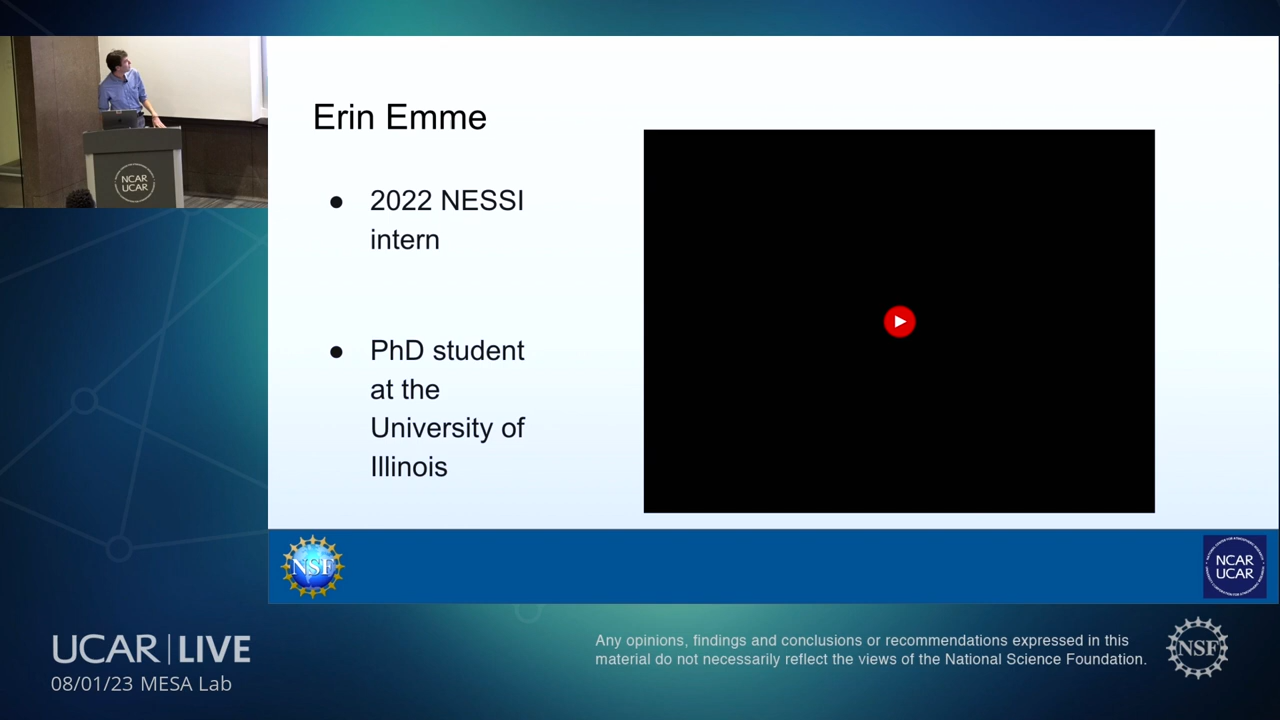 NCAR
UCAR
Erin Emme
● 2022 NESSI
intern
● PhD student
at the
University of
Illinois
NSF
NCAR
UCAR
UCAR | LIVE
08/01/23 MESA Lab
Any opinions, findings and conclusions or recommendations expressed in this
material do not necessarily reflect the views of the National Science Foundation.
NSF